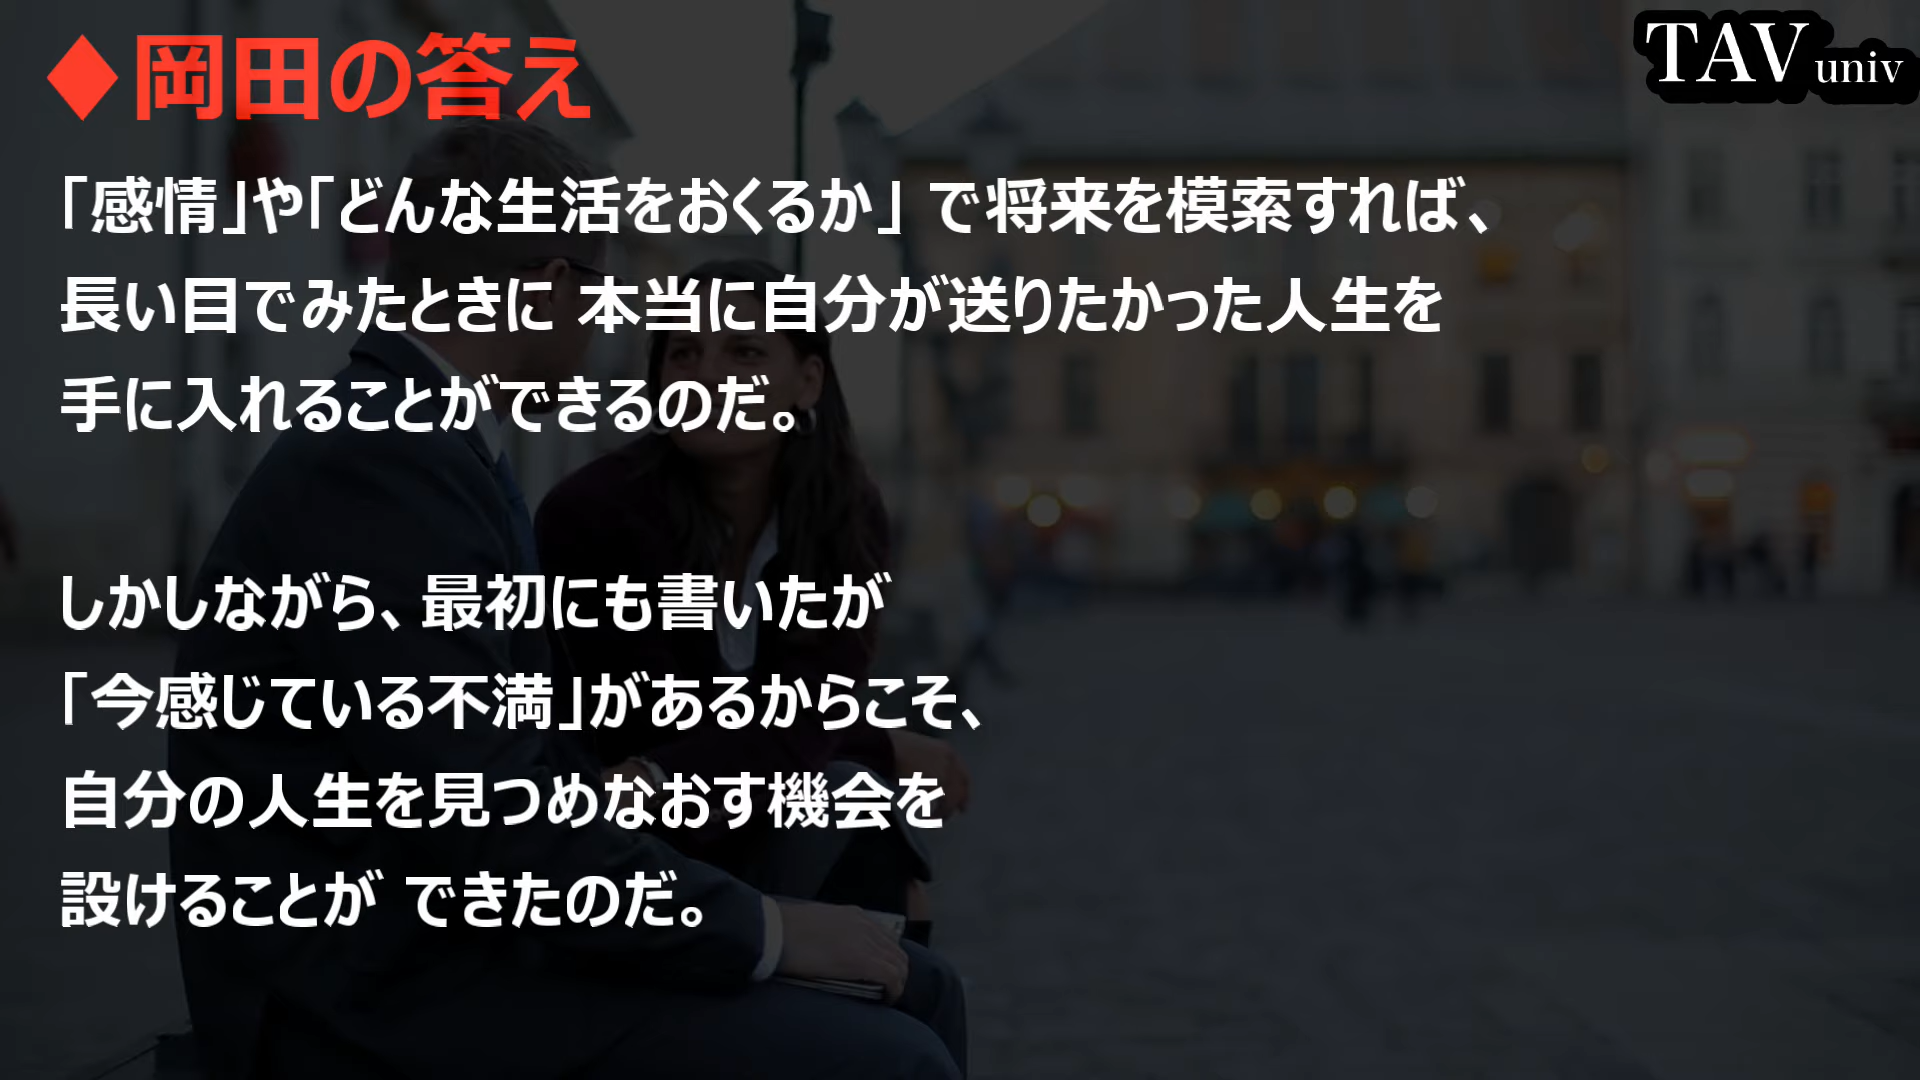 ◆岡田の答え
TAV univ
「感情」や「どんな生活をおくるか」で将来を模索すれば、
長い目でみたときに 本当に自分が送りたかった人生を
手に入れることができるのだ。
しかしながら、最初にも書いたが
「今感じている不満」があるからこそ、
自分の人生を見つめなおす機会を
設けることが できたのだ。